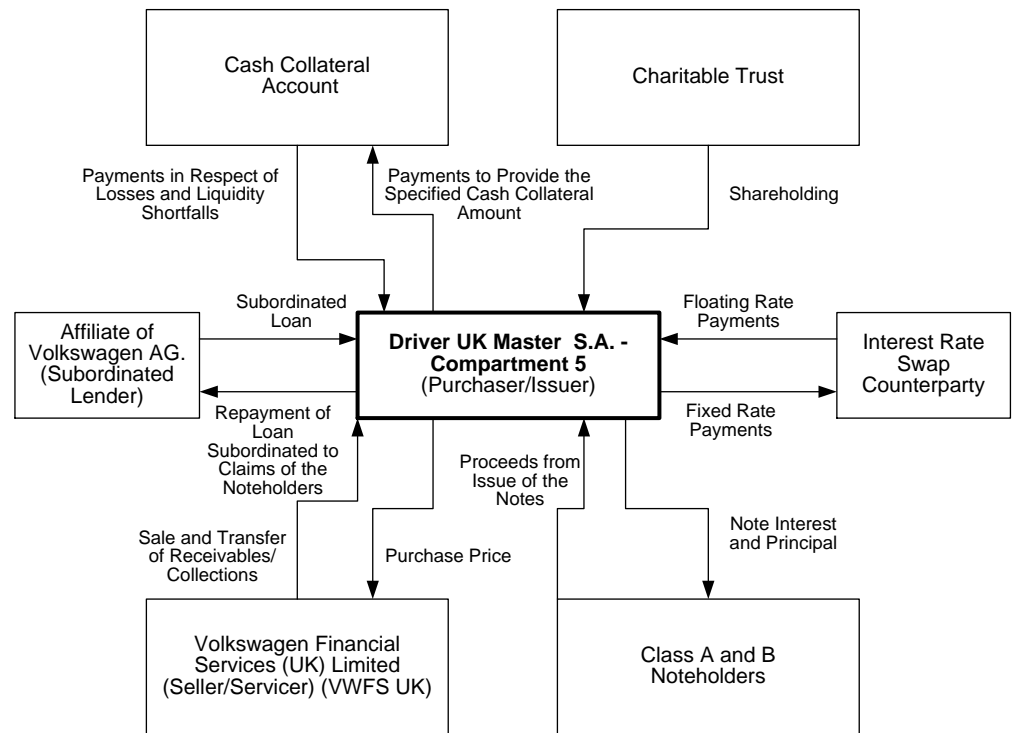 Cash Collateral
Account
Charitable Trust
Payments in Respect of
Losses and Liquidity
Shortfalls
Payments to Provide the
Specified Cash Collateral
Amount
Shareholding
Subordinated
Loan
Floating Rate
Payments
Affiliate of
Volkswagen AG.
(Subordinated
Lender)
Driver UK Master S.A. -
Compartment 5
(Purchaser/Issuer)
Interest Rate
Swap
Counterparty
Repayment of
Loan
Subordinated to
Claims of the
Noteholders
Fixed Rate
Payments
Proceeds from
Issue of the
Notes
Sale and Transfer
of Receivables/
Collections
Purchase Price
Note Interest
and Principal
Volkswagen Financial
Services (UK) Limited
(Seller/Servicer) (VWFS UK)
Class A and B
Noteholders